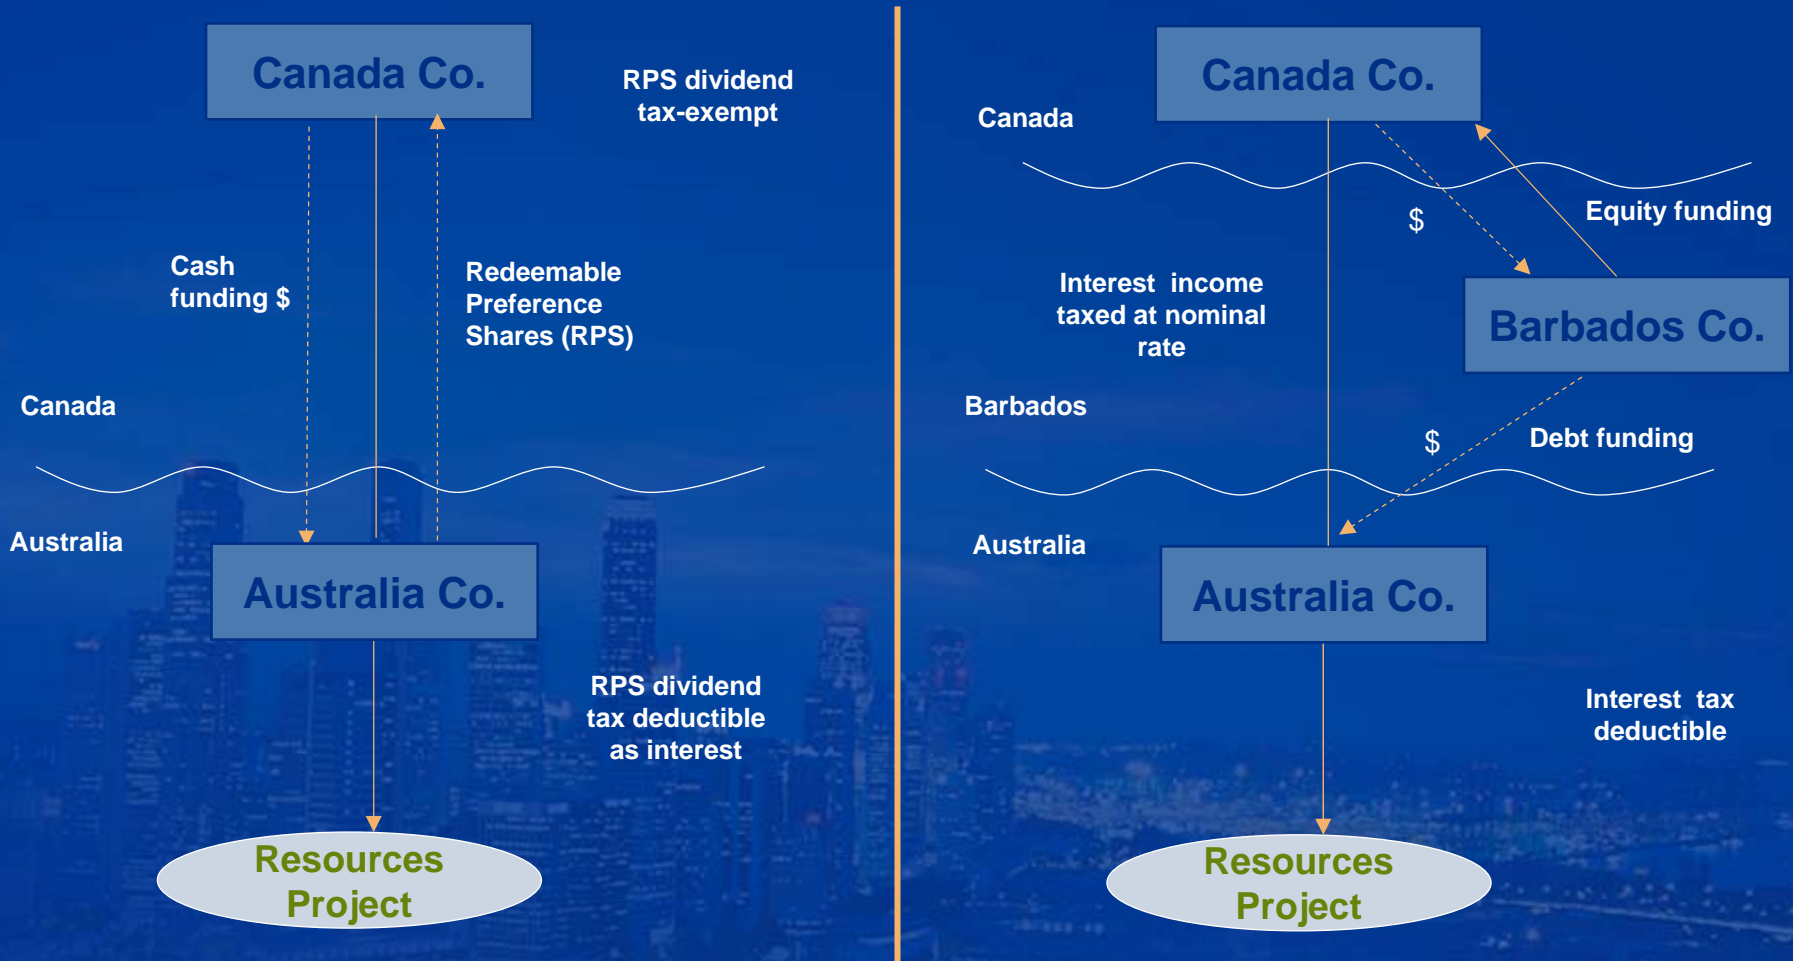 Canada Co.
RPS dividend
tax-exempt
Cash
funding $
Redeemable
Preference
Shares (RPS)
Canada
Australia
Australia Co.
RPS dividend
tax deductible
as interest
Resources
Project
Canada Co.
Canada
$
Equity funding
Interest income
taxed at nominal
rate
Barbados Co.
Barbados
$
Debt funding
Australia
Australia Co.
Interest tax
deductible
Resources
Project